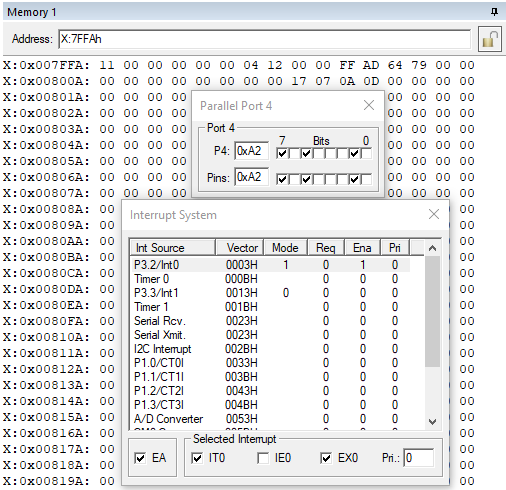 Memory 1
Address: X:7FFAh
X:0x007FFA: 11 00 00 00 00 00 04 12 00 00 FF AD 64 79 00 00
X:0x00800A: 00 00 00 00 00 00 00 00 17 07 0A 0D 00 00 00 00
X:0x00801A: 00 00 00 00 00 00 00
X:0x00802A: 00 00 00 00 00 00 00
X:0x00803A: 00 00 00 00 00 00 00
X:0x00804A: 00 00 00 00 00 00 00
X:0x00805A: 00 00 00 00 00 00 00
X:0x00806A: 00 00 00 00 00 00 00
X:0x00807A: 00 00 00 00 00 00 00
X:0x00808A: 00 00
X:0x00809A: 00 00
X:0x0080AA: 00 00
X:0x0080BA: 00 00
X:0x0080CA: 00 00
X:0x0080DA: 00 00
X:0x0080EA: 00 00
X:0x0080FA: 00 00
X:0x00810A: 00 00
X:0x00811A: 00 00
X:0x00812A: 00 00
X:0x00813A: 00 00
X:0x00814A: 00 00
X:0x00815A: 00 00
X:0x00816A: 00 00
X:0x00817A: 00 00
X:0x00818A: 00 00
X:0x00819A: 00 00
Parallel Port 4
Port 4
7 Bits 0
P4: 0xA2
Pins: 0xA2
Interrupt System
Int Source Vector Mode Req Ena Pri
P3.2/Int0 0003H 1 0 1 0
Timer 0 000BH 0 0 0
P3.3/Int1 0013H 0 0 0 0
Timer 1 001BH 0 0 0
Serial Rcv. 0023H 0 0 0
Serial Xmit. 0023H 0 0 0
I2C Interrupt 002BH 0 0 0
P1.0/CT0I 0033H 0 0 0
P1.1/CT1I 003BH 0 0 0
P1.2/CT2I 0043H 0 0 0
P1.3/CT3I 004BH 0 0 0
A/D Converter 0053H 0 0 0
Selected Interrupt
EA IT0 IE0 EX0 Pri.: 0